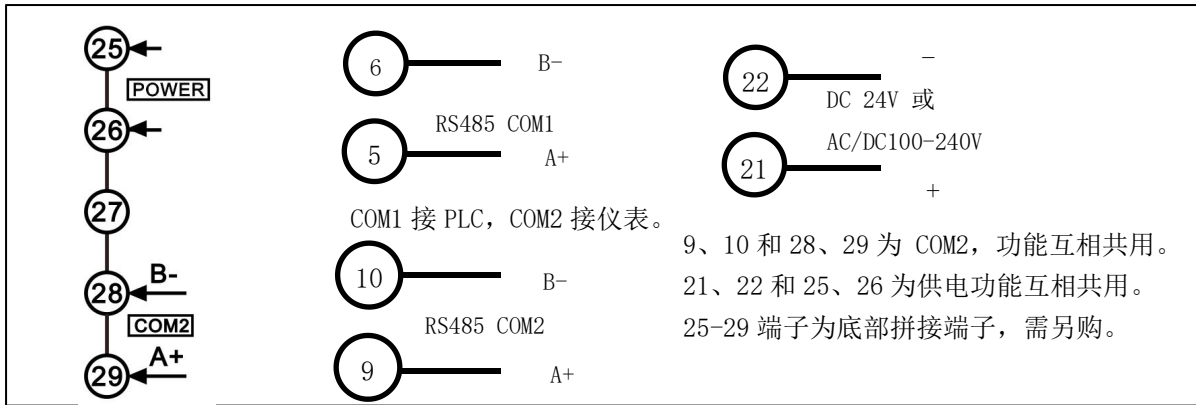 25
POWER
26
27
B-
28
COM2
A+
29
6 B-
RS485 COM1
5 A+
COM1 接 PLC，COM2 接仪表。
10 B-
RS485 COM2
9 A+
22 −
DC 24V 或
AC/DC100-240V
21 +
9、10 和 28、29 为 COM2，功能互相共用。
21、22 和 25、26 为供电功能互相共用。
25-29 端子为底部拼接端子，需另购。